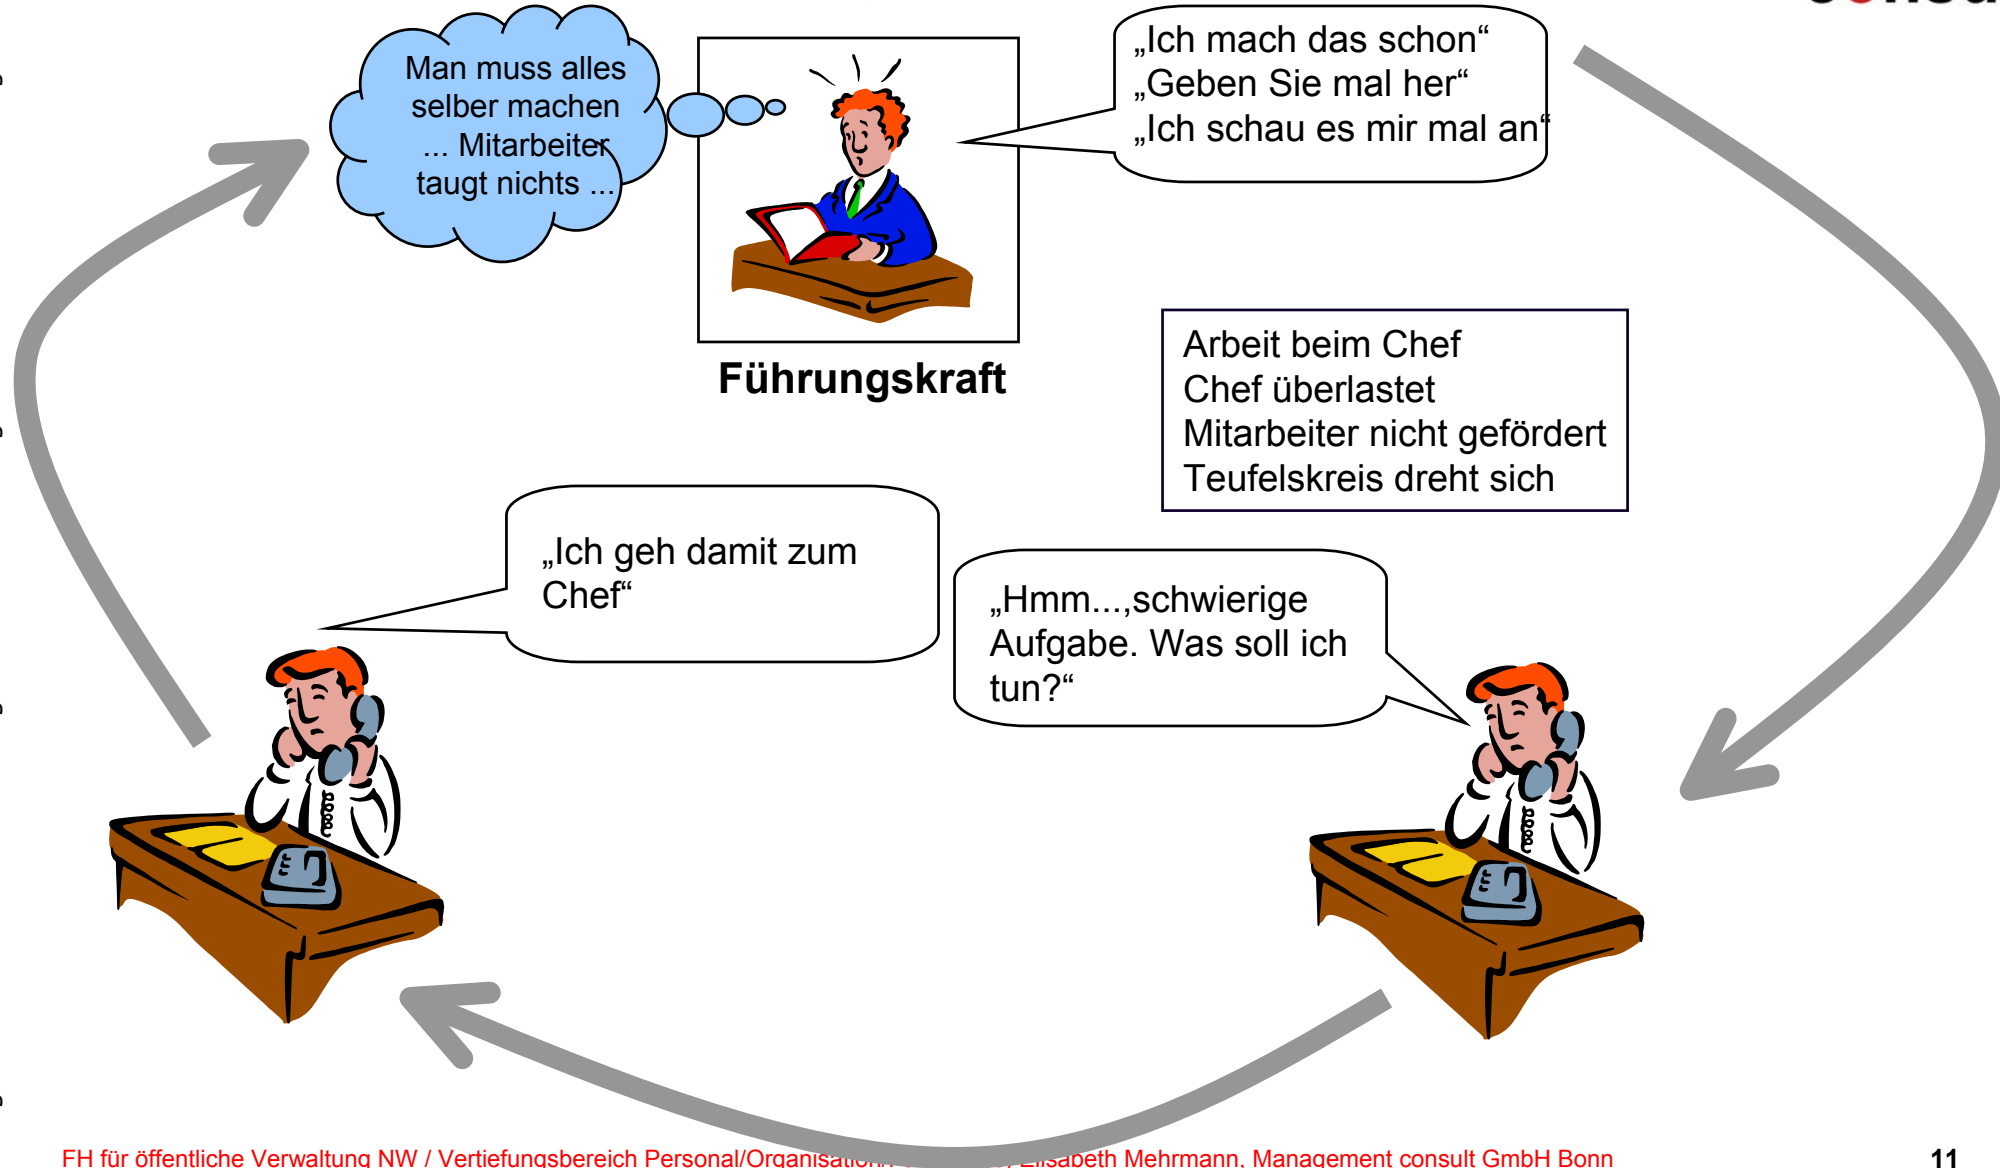 Man muss alles
selber machen
... Mitarbeiter
taugt nichts ...
„Ich mach das schon“
„Geben Sie mal her“
„Ich schau es mir mal an“
Führungskraft
Arbeit beim Chef
Chef überlastet
Mitarbeiter nicht gefördert
Teufelskreis dreht sich
„Ich geh damit zum
Chef“
„Hmm...,schwierige
Aufgabe. Was soll ich
tun?“
FH für öffentliche Verwaltung NW / Vertiefungsbereich Personal/Organisation/ Elisabeth Mehrmann, Management consult GmbH Bonn
11